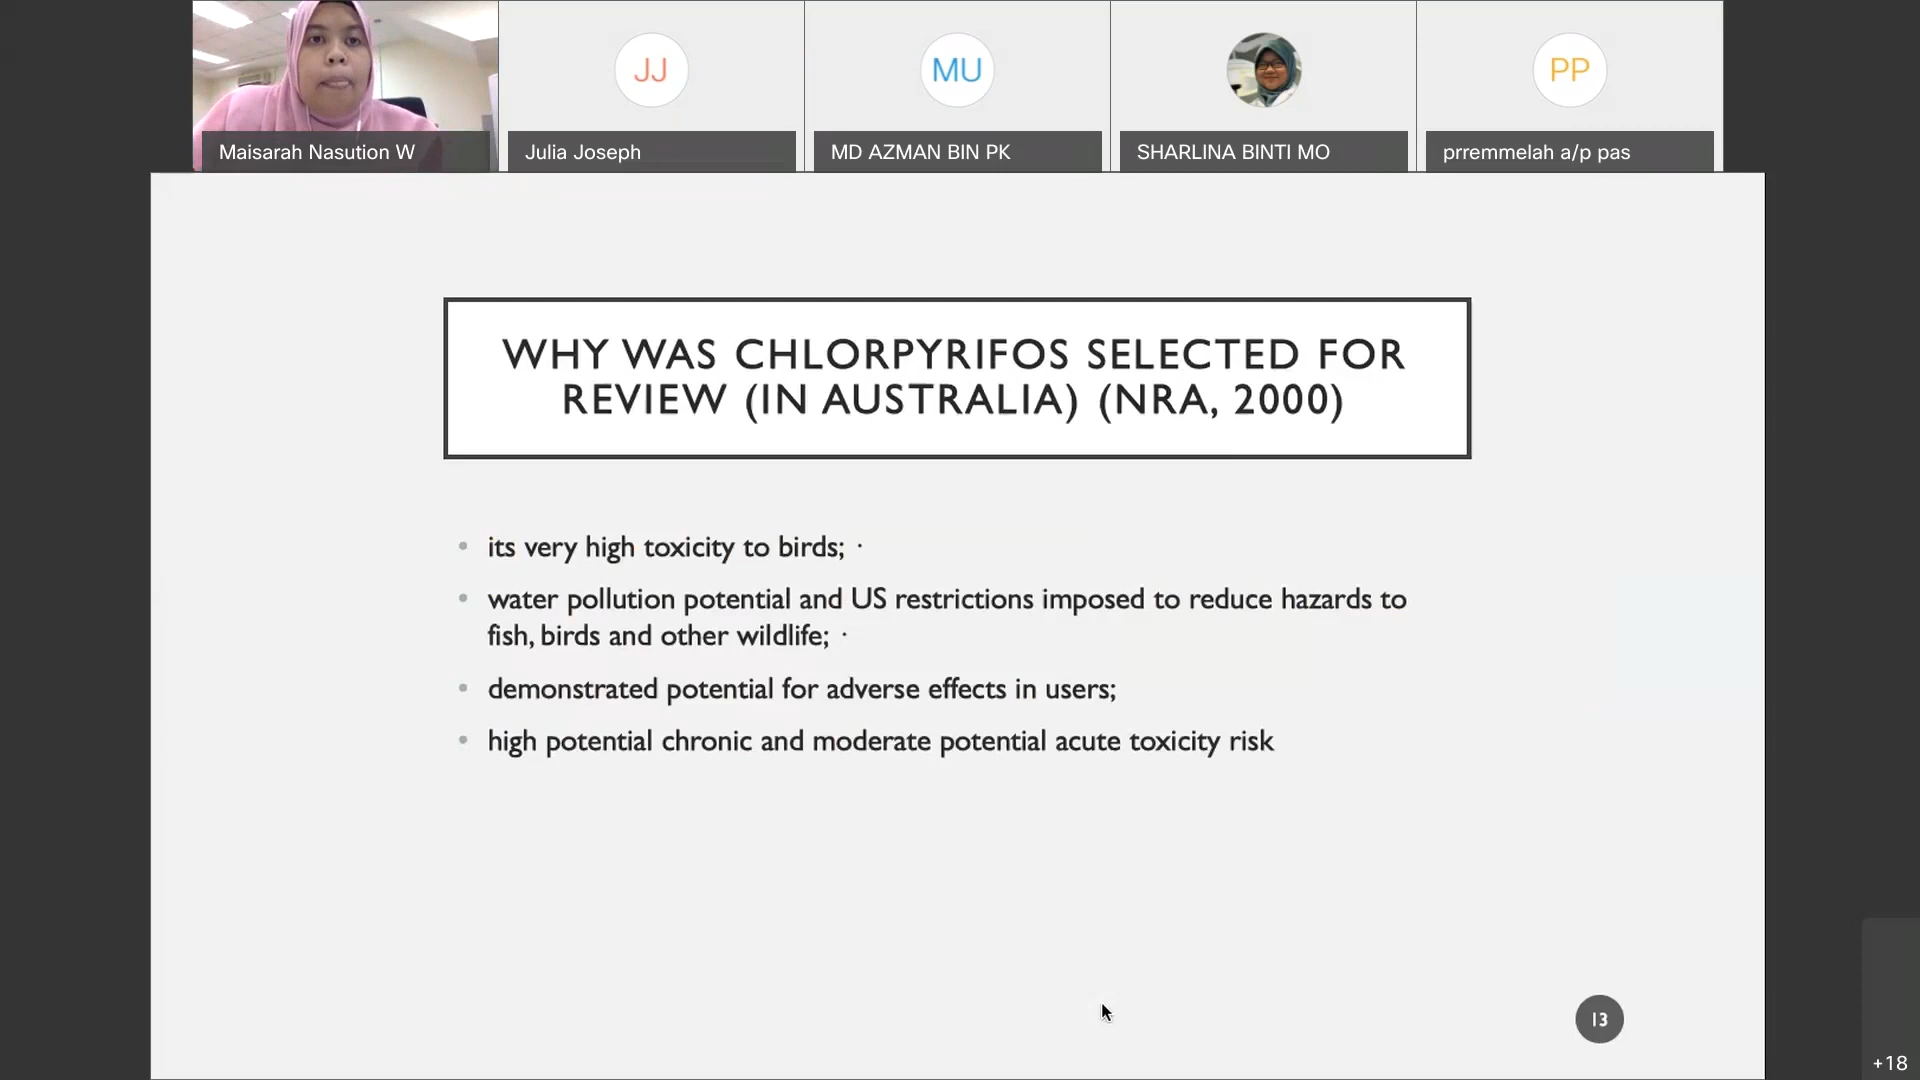 JJ
MU
PP
Maisarah Nasution W
Julia Joseph
MD AZMAN BIN PK
SHARLINA BINTI MO
prremmelah a/p pas
WHY WAS CHLORPYRIFOS SELECTED FOR
REVIEW (IN AUSTRALIA) (NRA, 2000)
• its very high toxicity to birds; ·
• water pollution potential and US restrictions imposed to reduce hazards to
fish, birds and other wildlife; ·
• demonstrated potential for adverse effects in users;
• high potential chronic and moderate potential acute toxicity risk
13
+18